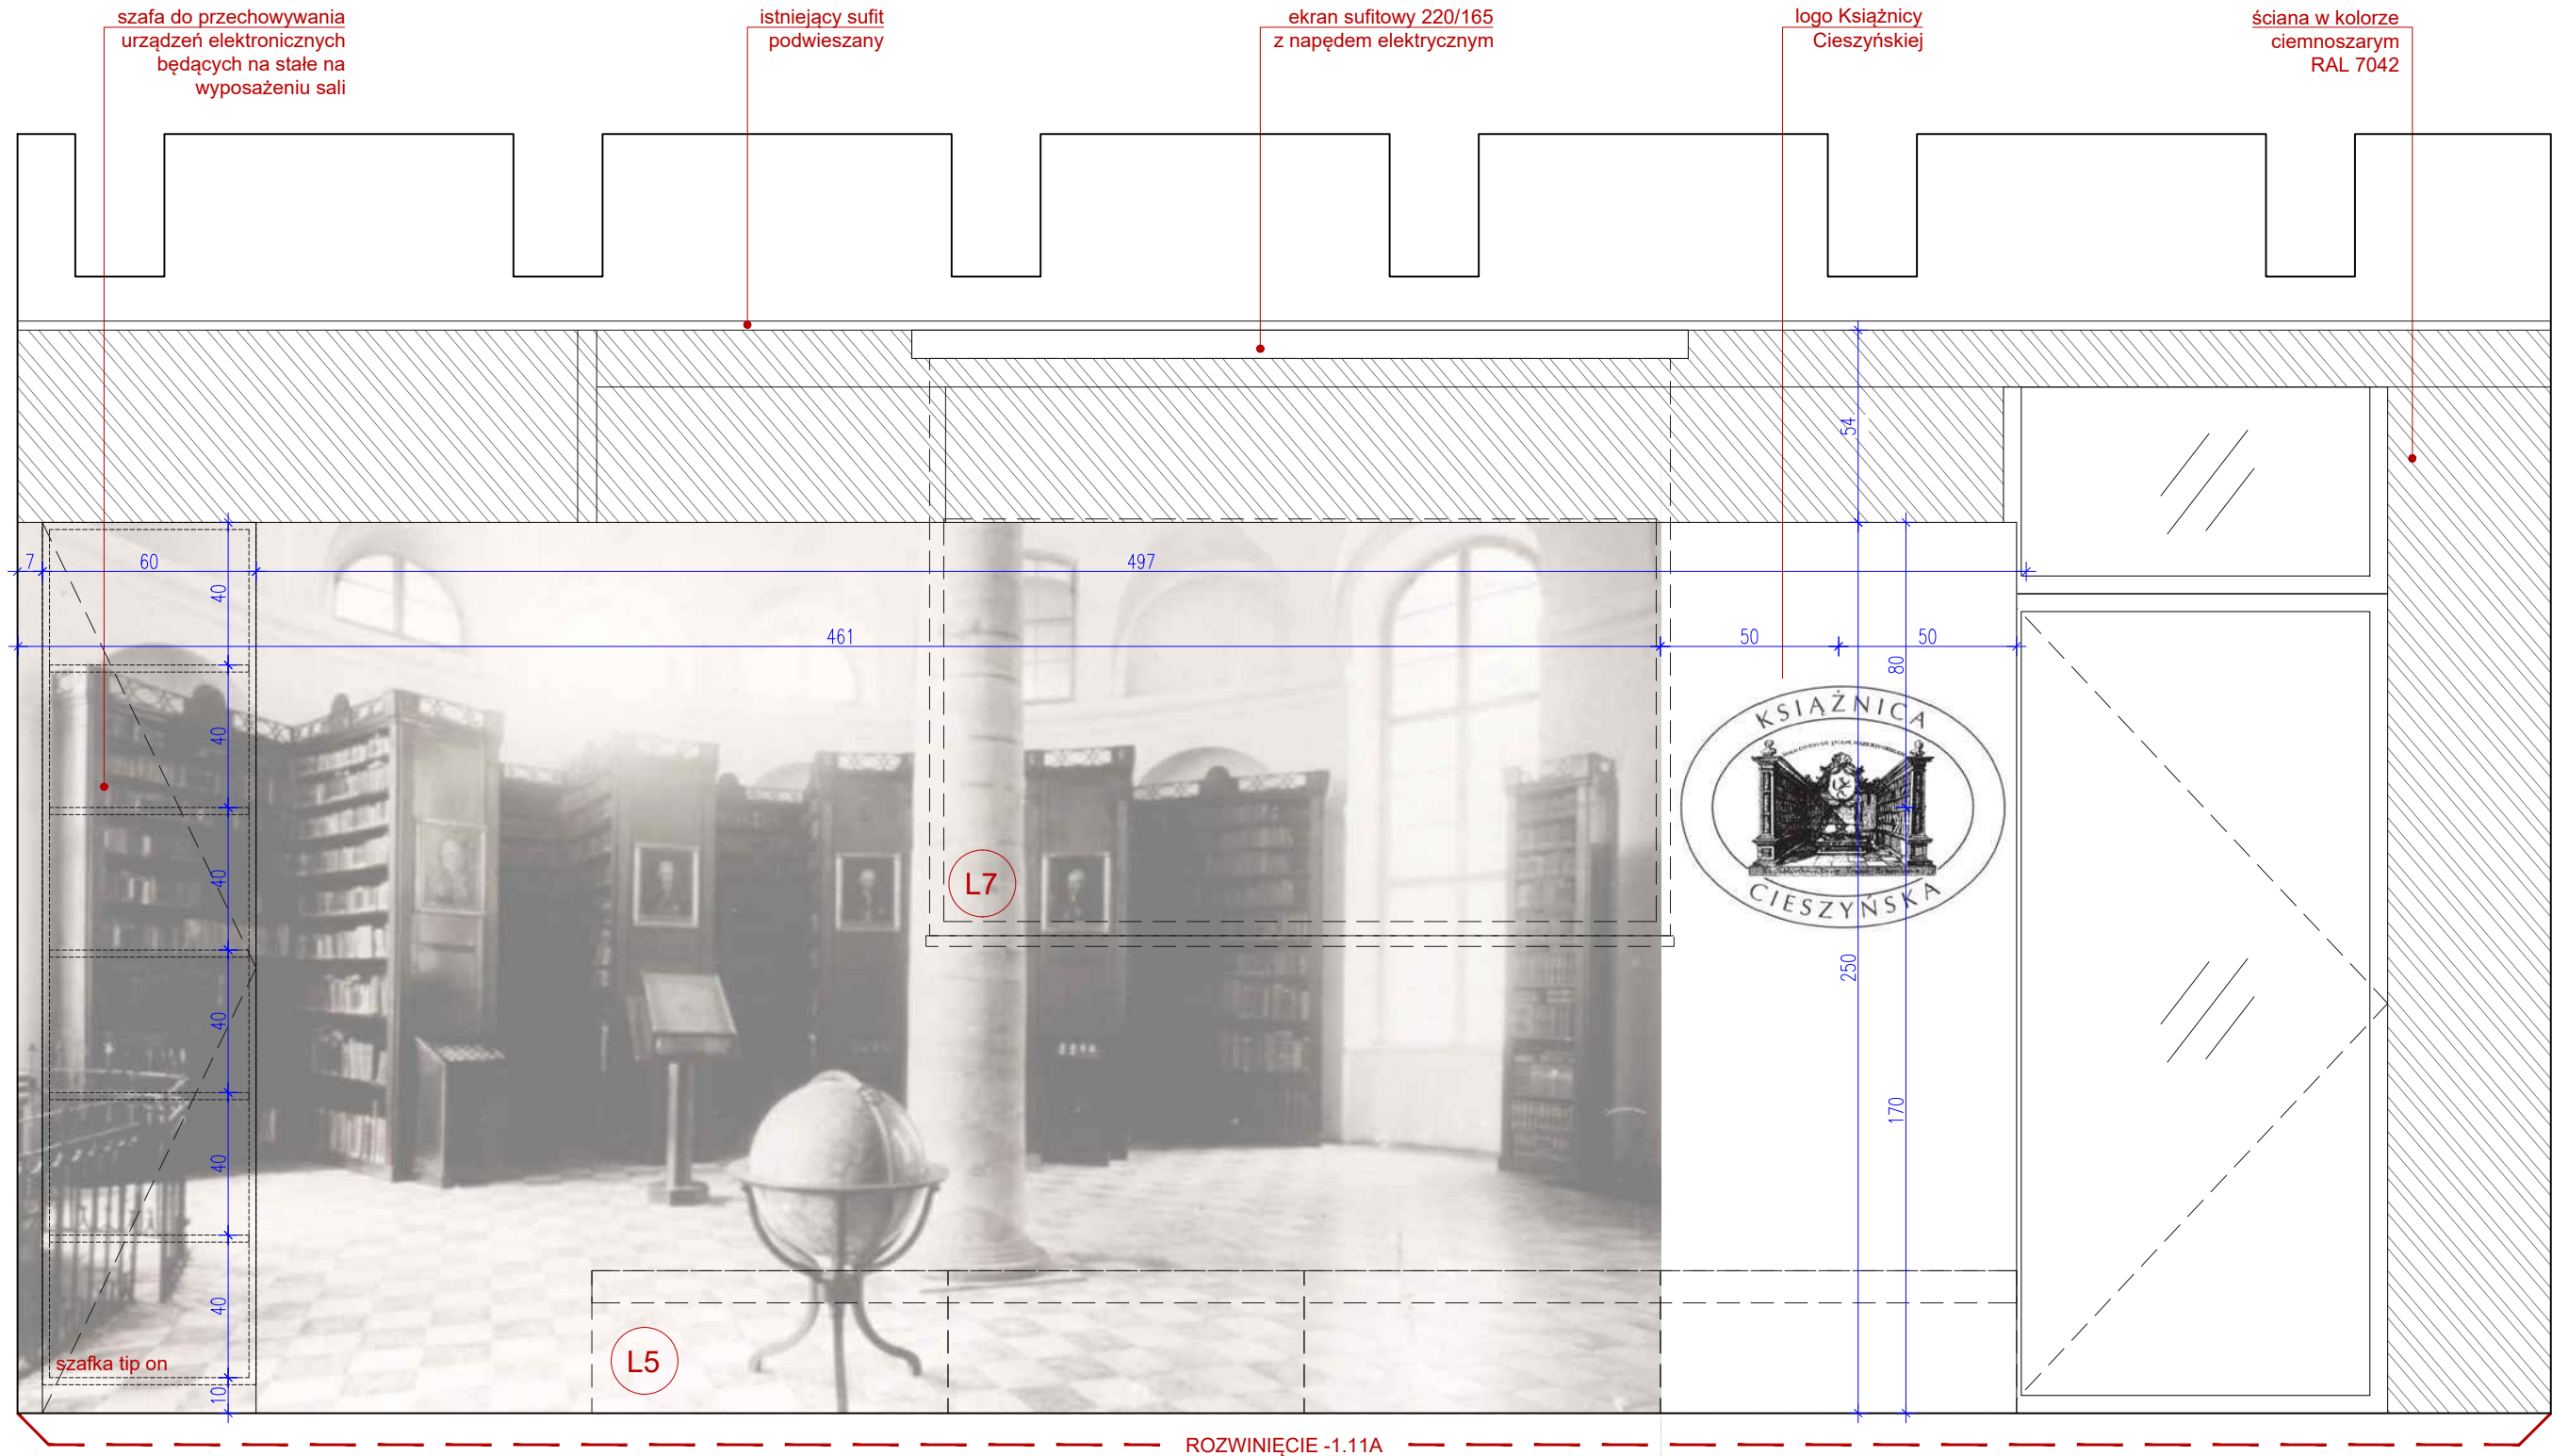 szafa do przechowywania
urządzeń elektronicznych
będących na stałe na
wyposażeniu sali
istniejący sufit
podwieszany
ekran sufitowy 220/165
z napędem elektrycznym
logo Książnicy
Cieszyńskiej
ściana w kolorze
ciemnoszarym
RAL 7042
54
7
60
497
40
461
50
50
80
40
KSIĄŻNICA
CIESZYŃSKA
40
L7
250
40
170
40
40
szafka tip on
L5
10
ROZWINIĘCIE -1.11A